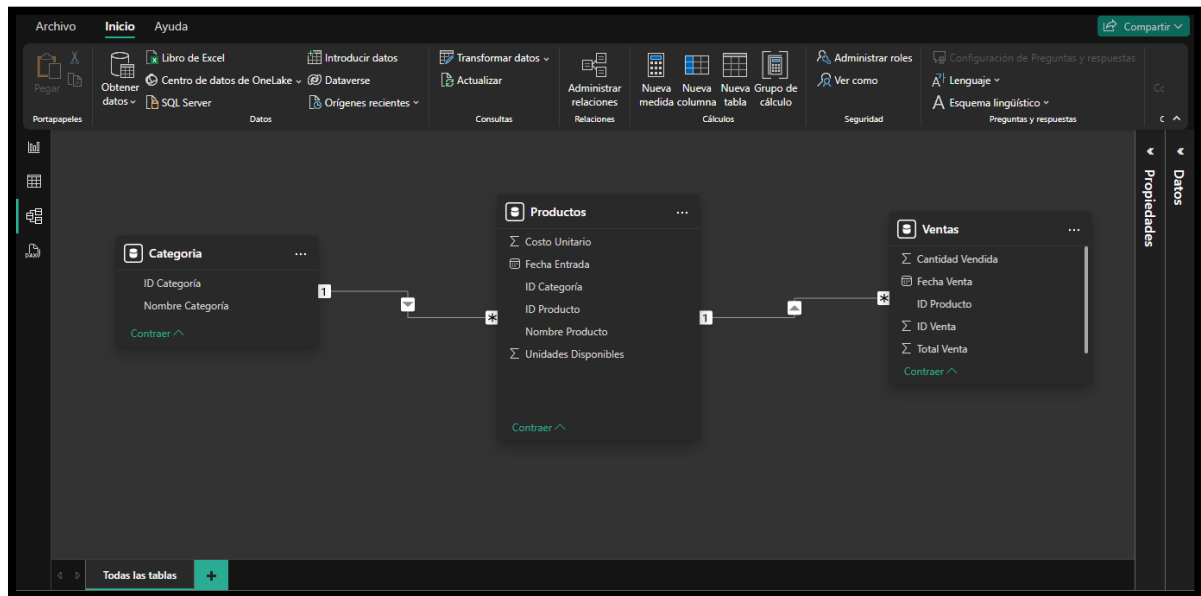 Archivo Inicio Ayuda Compartir
Pegar
Portapapeles
Obtener datos
Libro de Excel
Centro de datos de OneLake
SQL Server
Introducir datos
Dataverse
Orígenes recientes
Datos
Transformar datos
Actualizar
Consultas
Administrar relaciones
Relaciones
Nueva medida
Nueva columna
Nueva tabla
Grupo de cálculo
Cálculos
Administrar roles
Ver como
Seguridad
Configuración de Preguntas y respuestas
Lenguaje
Esquema lingüístico
Preguntas y respuestas
Categoria
ID Categoría
Nombre Categoría
Contraer
1
*
Productos
Σ Costo Unitario
Fecha Entrada
ID Categoría
ID Producto
Nombre Producto
Σ Unidades Disponibles
Contraer
1
*
Ventas
Σ Cantidad Vendida
Fecha Venta
ID Producto
Σ ID Venta
Σ Total Venta
Contraer
Propiedades
Datos
Todas las tablas +